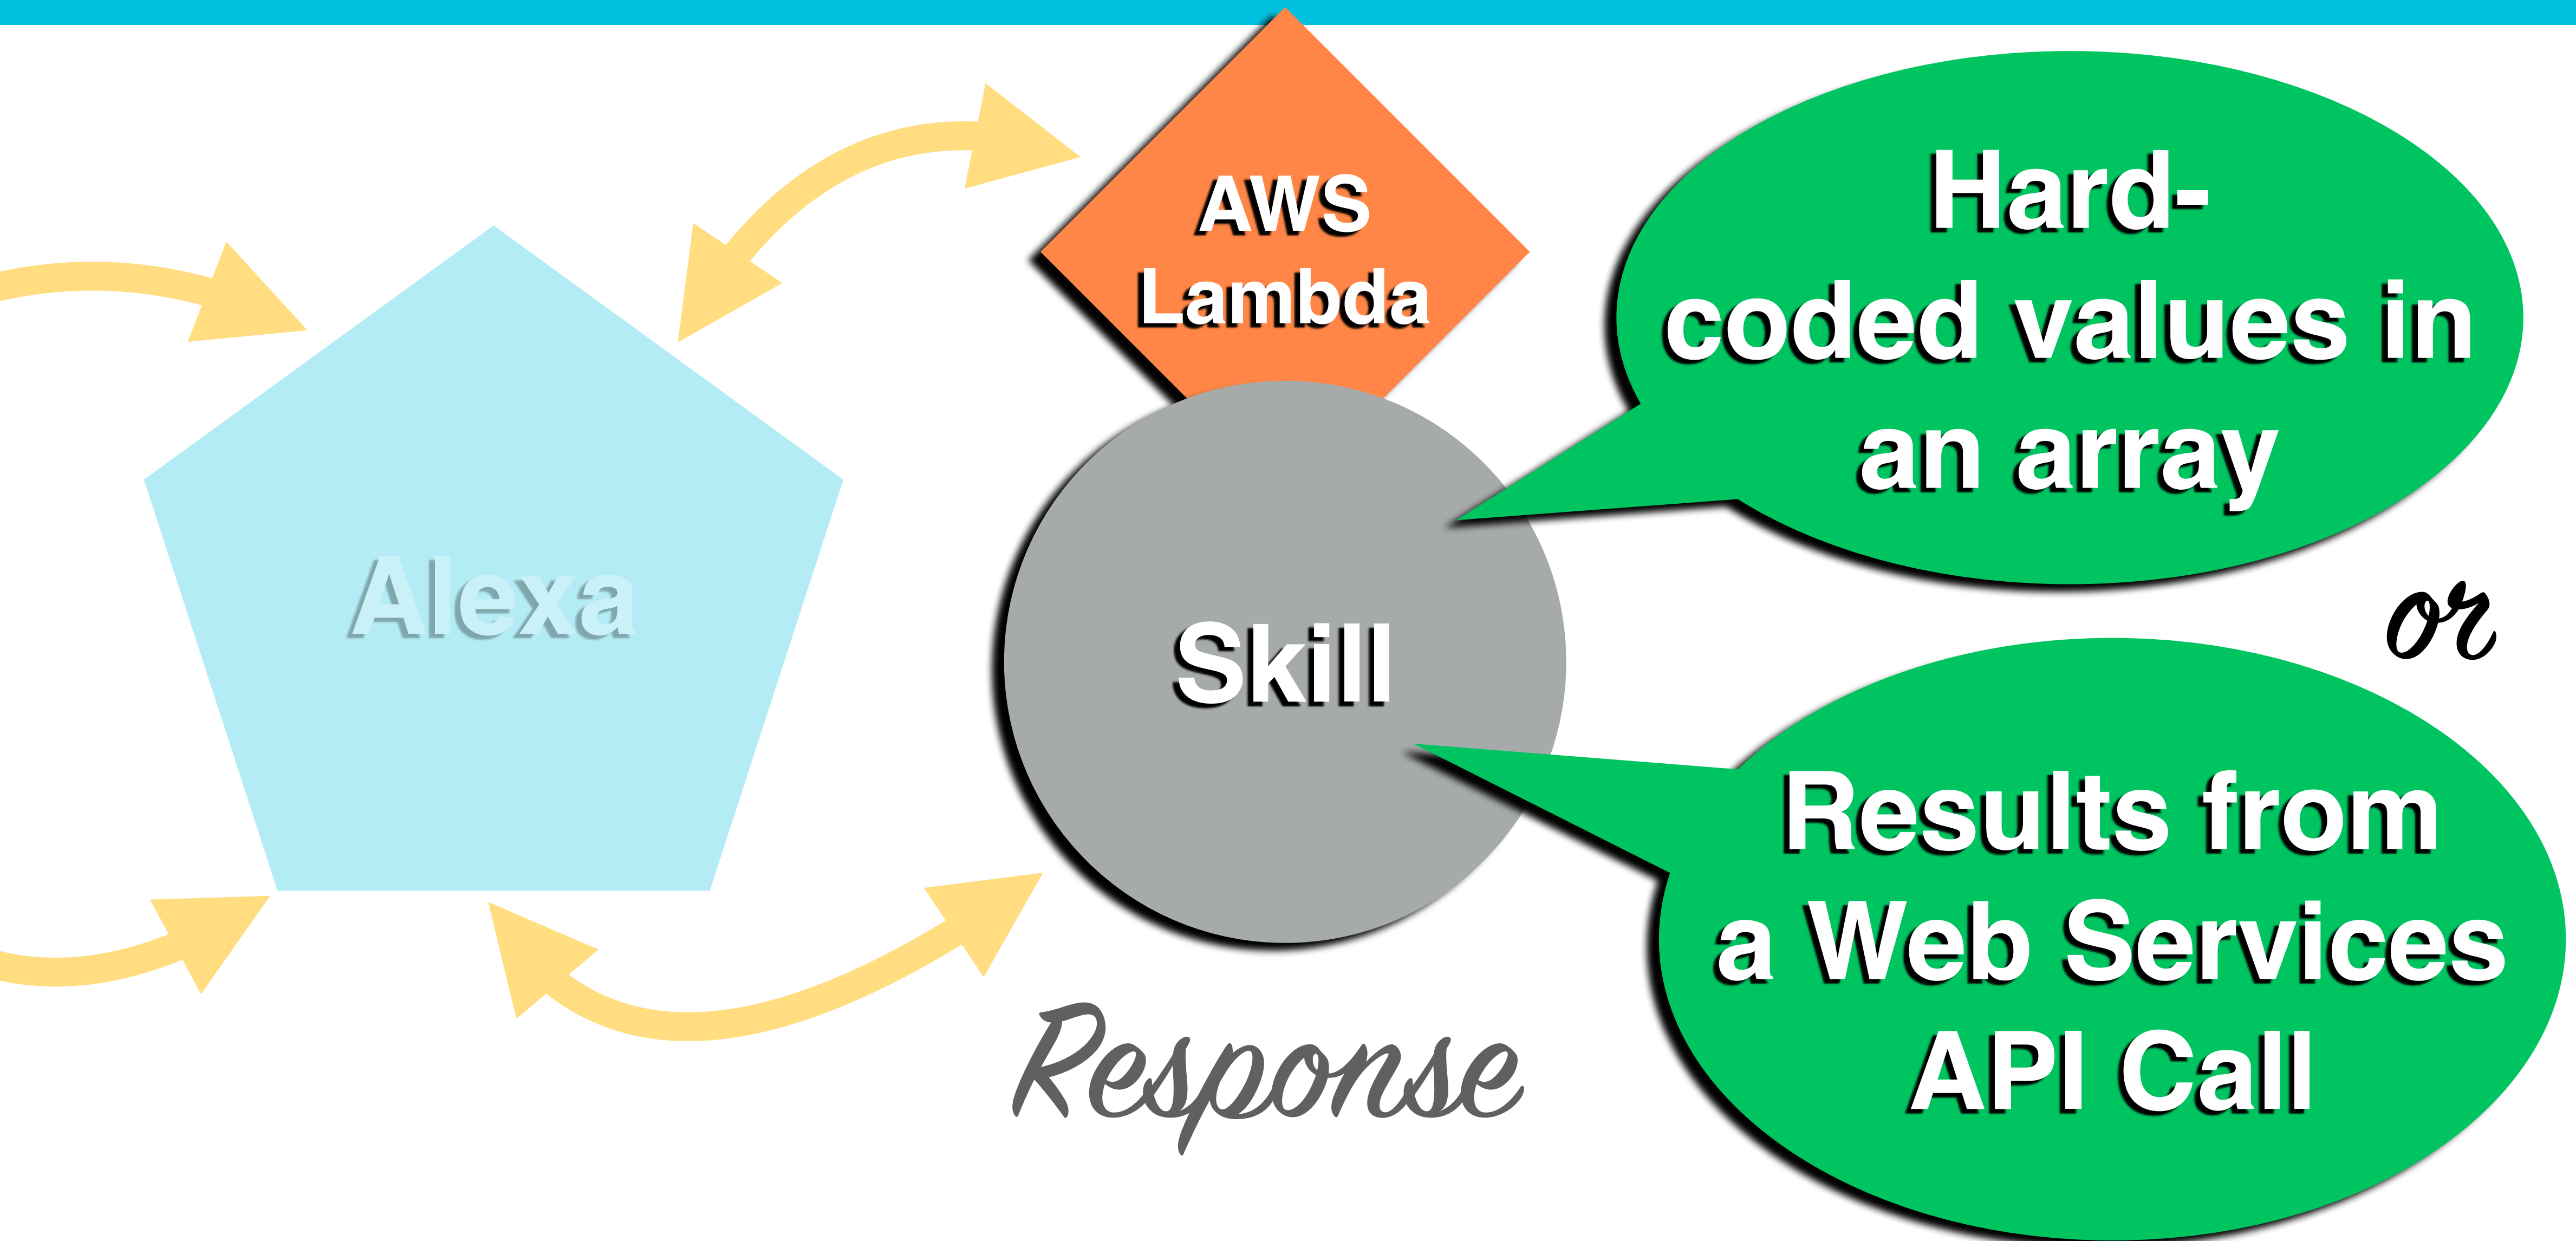 AWS
Lambda
Alexa
Skill
Response
Hard-
coded values in
an array
or
Results from
a Web Services
API Call